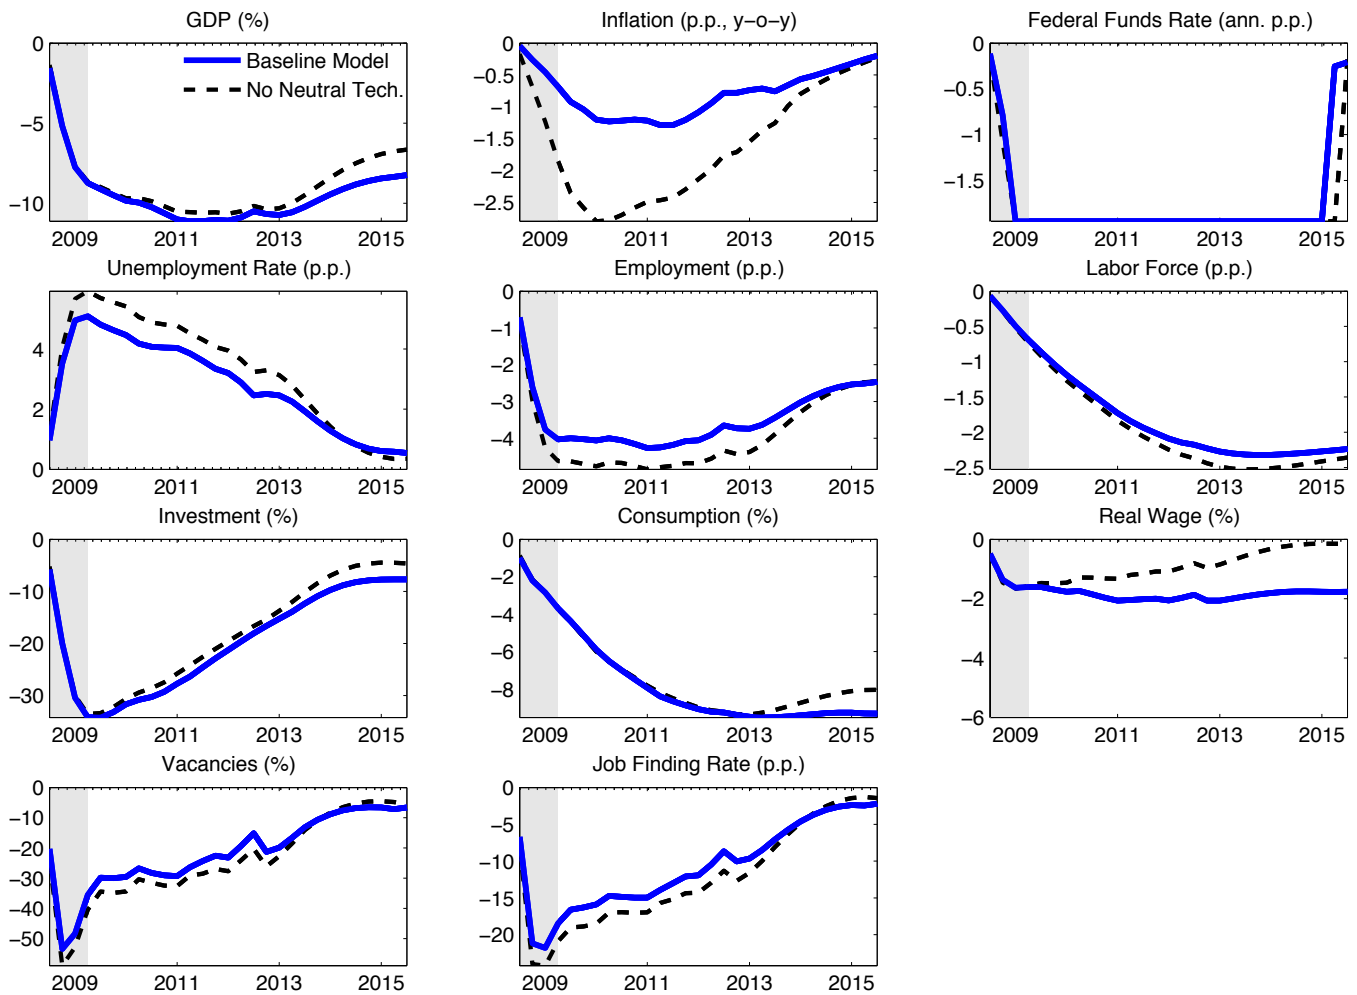 GDP (%)
0
−5
−10
Baseline Model
No Neutral Tech.
2009 2011 2013 2015
Inflation (p.p., y−o−y)
0
−0.5
−1
−1.5
−2
−2.5
2009 2011 2013 2015
Federal Funds Rate (ann. p.p.)
0
−0.5
−1
−1.5
2009 2011 2013 2015
Unemployment Rate (p.p.)
4
2
0
2009 2011 2013 2015
Employment (p.p.)
0
−1
−2
−3
−4
2009 2011 2013 2015
Labor Force (p.p.)
0
−0.5
−1
−1.5
−2
−2.5
2009 2011 2013 2015
Investment (%)
0
−10
−20
−30
2009 2011 2013 2015
Consumption (%)
0
−2
−4
−6
−8
2009 2011 2013 2015
Real Wage (%)
0
−2
−4
−6
2009 2011 2013 2015
Vacancies (%)
0
−10
−20
−30
−40
−50
2009 2011 2013 2015
Job Finding Rate (p.p.)
0
−5
−10
−15
−20
2009 2011 2013 2015